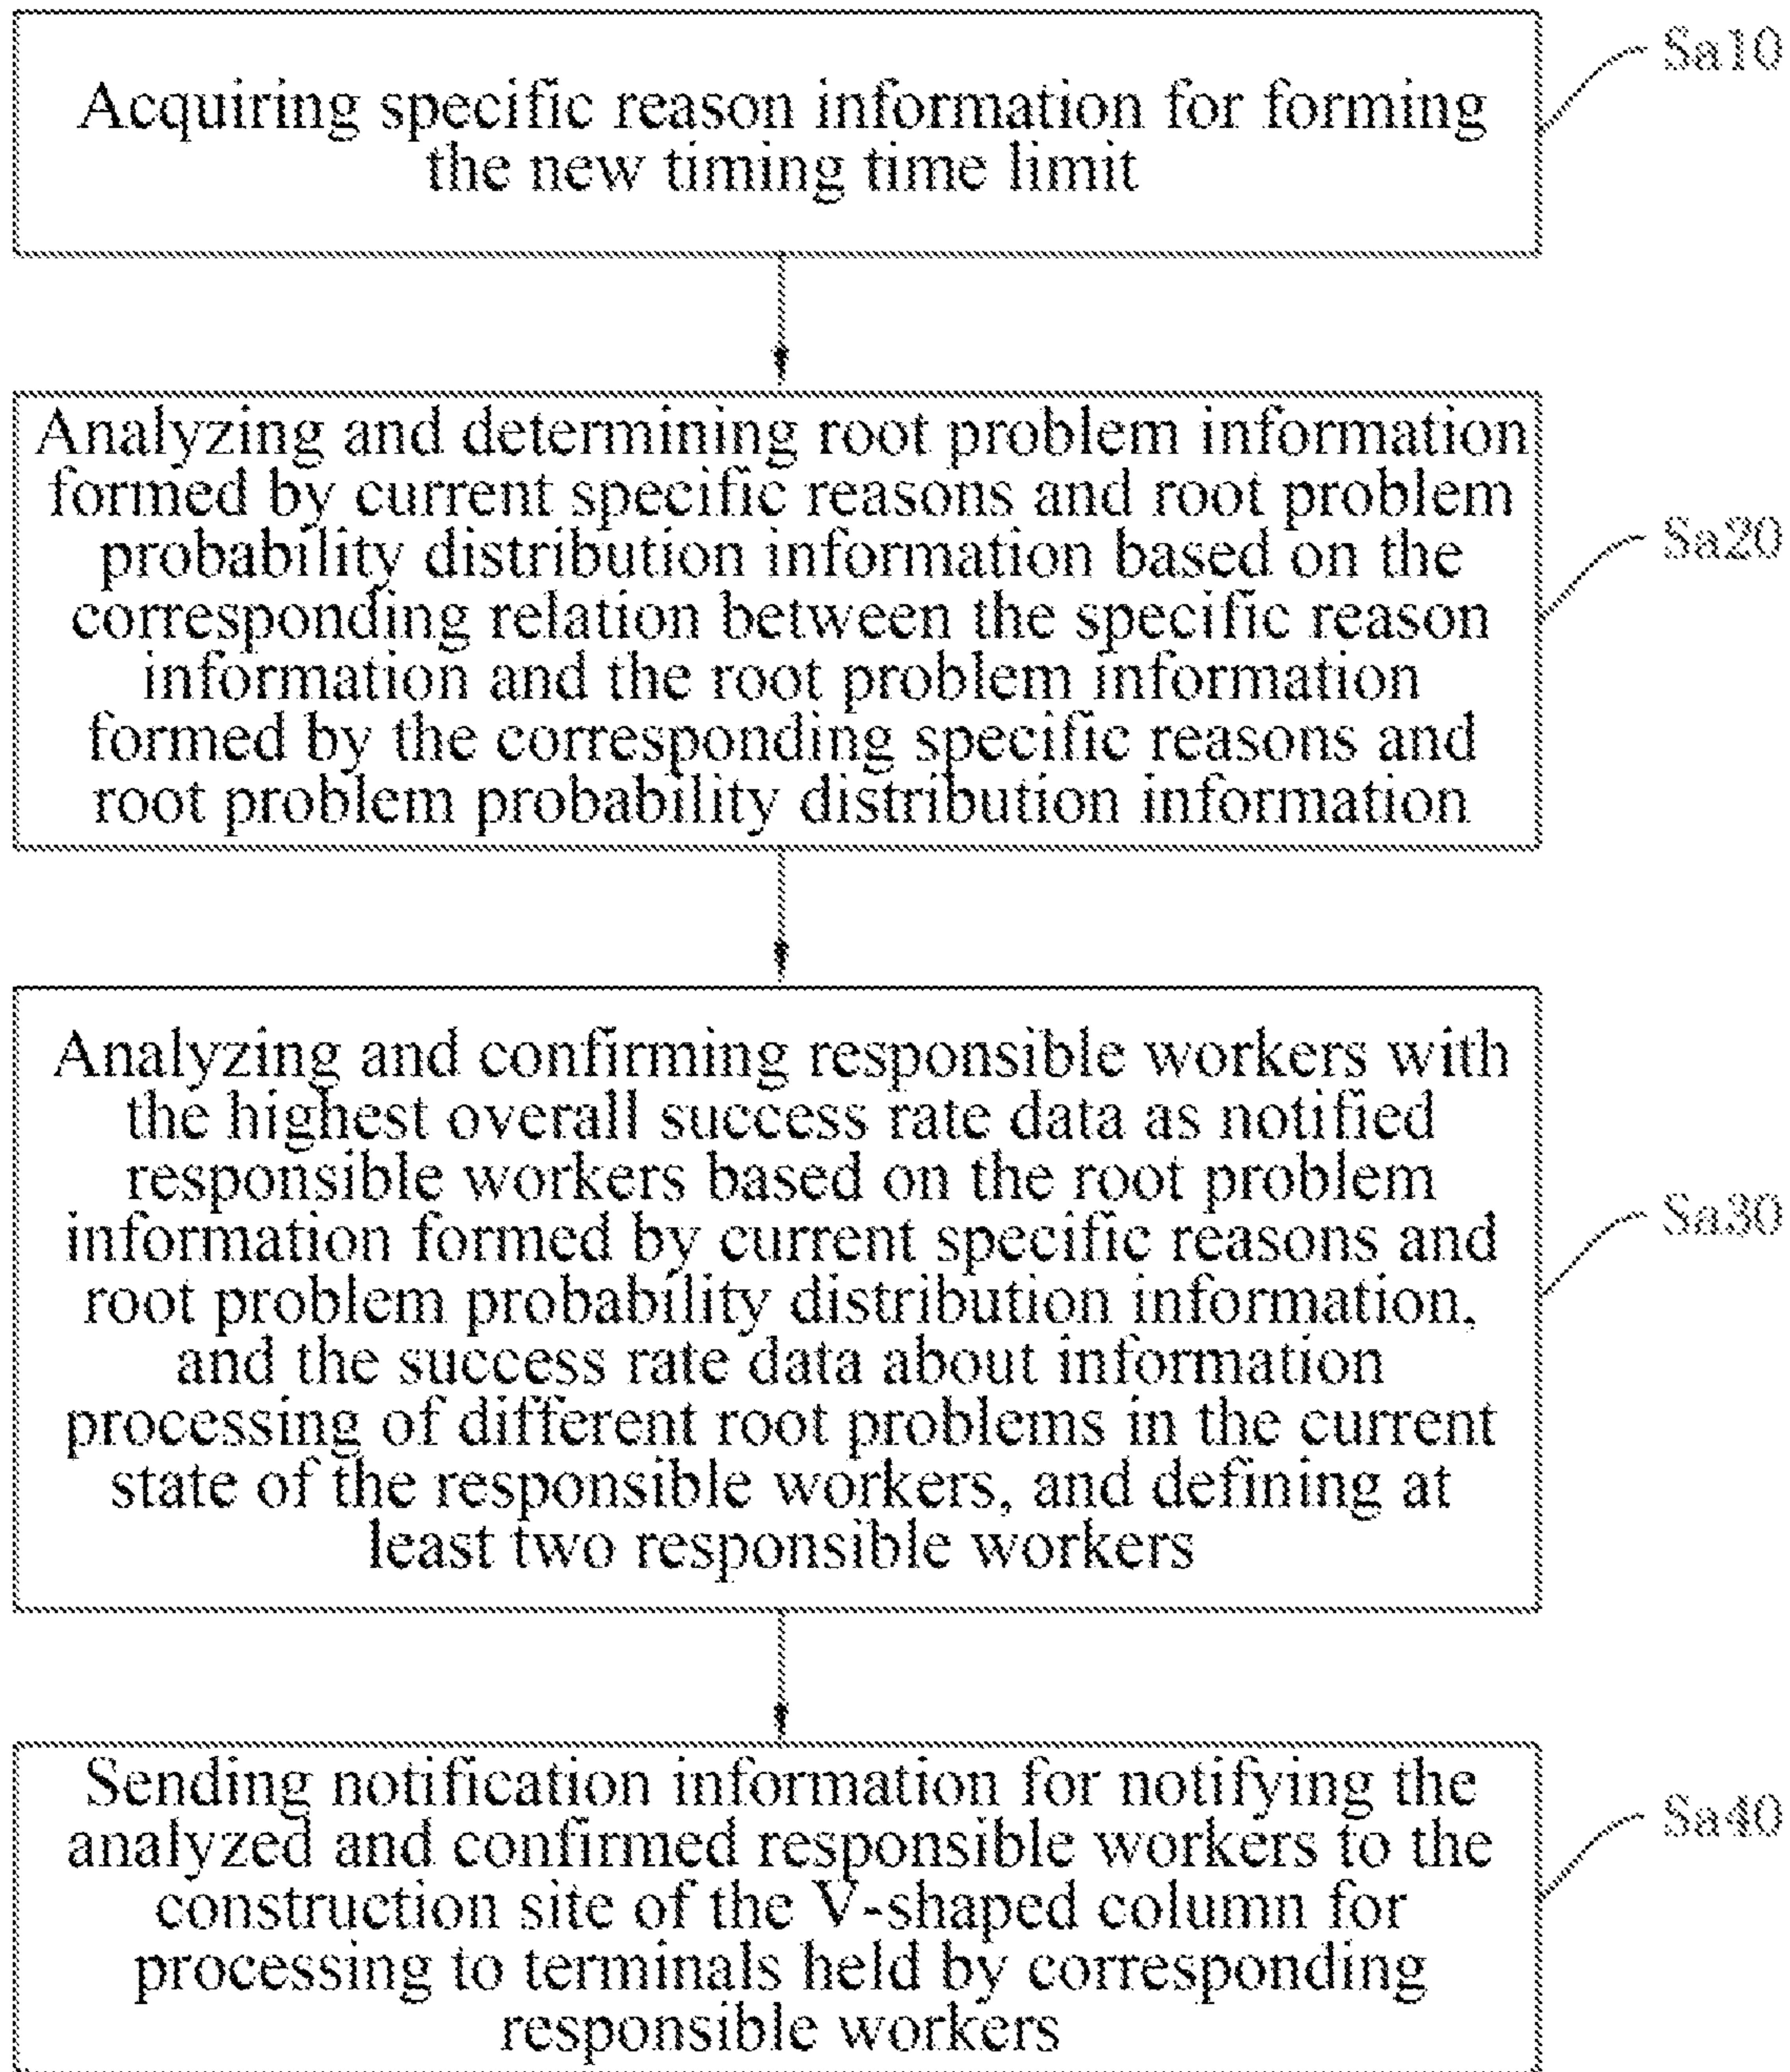 Acquiring specific reason information for forming
the new timing time limit
Sa10
Analyzing and determining root problem information
formed by current specific reasons and root problem
probability distribution information based on the
corresponding relation between the specific reason
information and the root problem information
formed by the corresponding specific reasons and
root problem probability distribution information
Sa20
Analyzing and confirming responsible workers with
the highest overall success rate data as notified
responsible workers based on the root problem
information formed by current specific reasons and
root problem probability distribution information,
and the success rate data about information
processing of different root problems in the current
state of the responsible workers, and defining at
least two responsible workers
Sa30
Sending notification information for notifying the
analyzed and confirmed responsible workers to the
construction site of the V-shaped column for
processing to terminals held by corresponding
responsible workers
Sa40